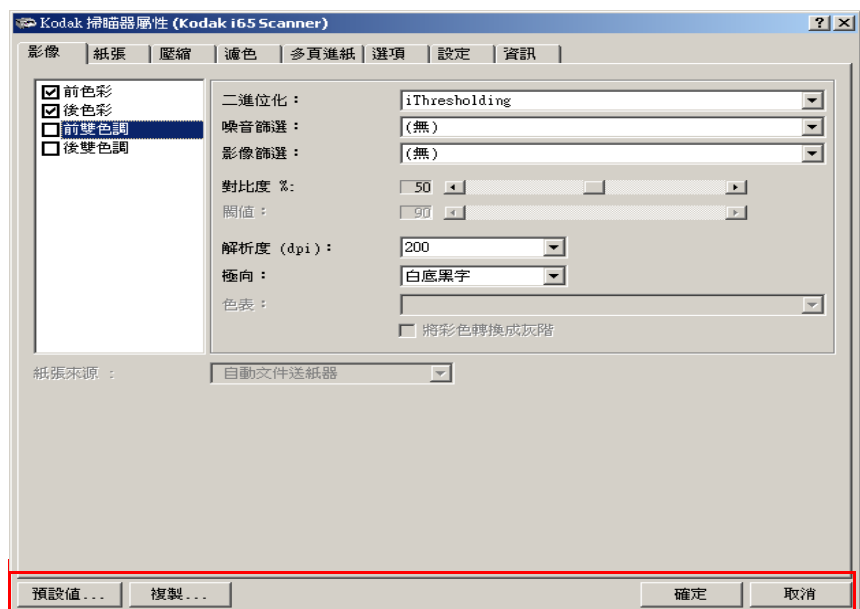 Kodak 掃瞄器屬性 (Kodak i65 Scanner)
影像 紙張 壓縮 濾色 多頁進紙 選項 設定 資訊
前色彩
後色彩
前雙色調
後雙色調
二進位化： iThresholding
噪音篩選： (無)
影像篩選： (無)
對比度 %: 50
閥值： 90
解析度 (dpi)： 200
極向： 白底黑字
色表：
將彩色轉換成灰階
紙張來源 : 自動文件送紙器
預設值... 複製... 確定 取消